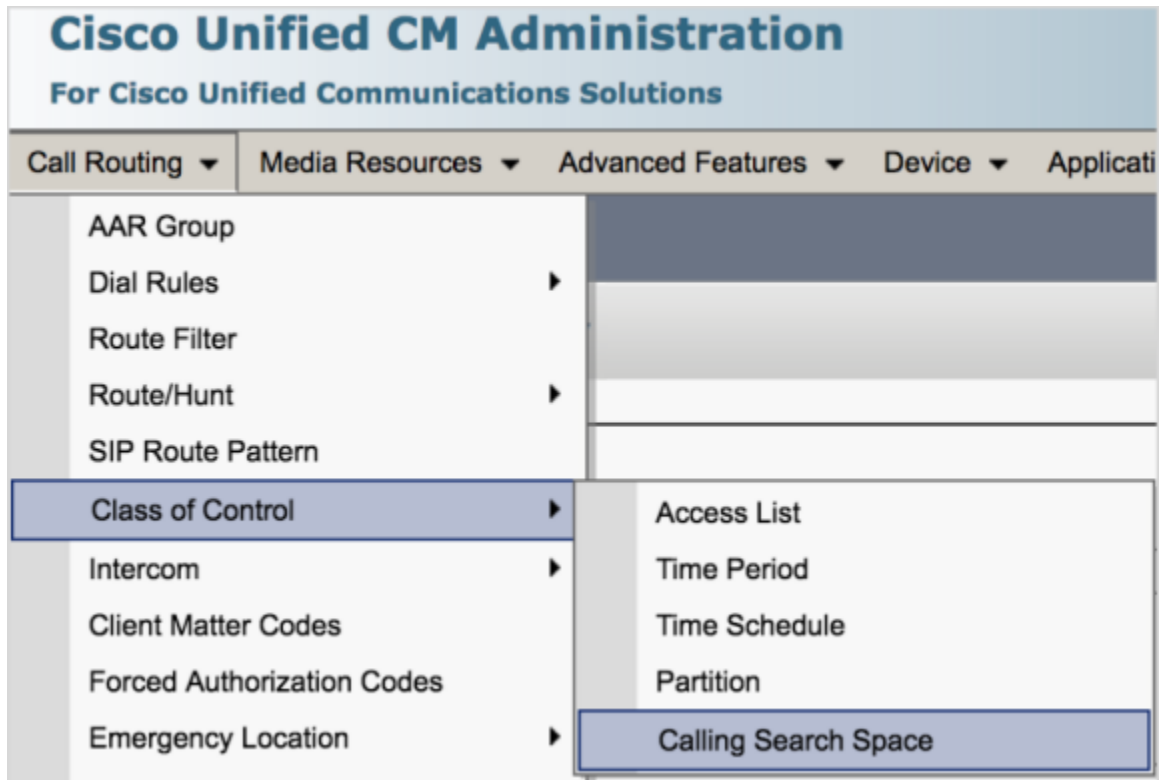 Cisco Unified CM Administration
For Cisco Unified Communications Solutions
Call Routing Media Resources Advanced Features Device Applicati
AAR Group
Dial Rules
Route Filter
Route/Hunt
SIP Route Pattern
Class of Control
Intercom
Client Matter Codes
Forced Authorization Codes
Emergency Location
Access List
Time Period
Time Schedule
Partition
Calling Search Space